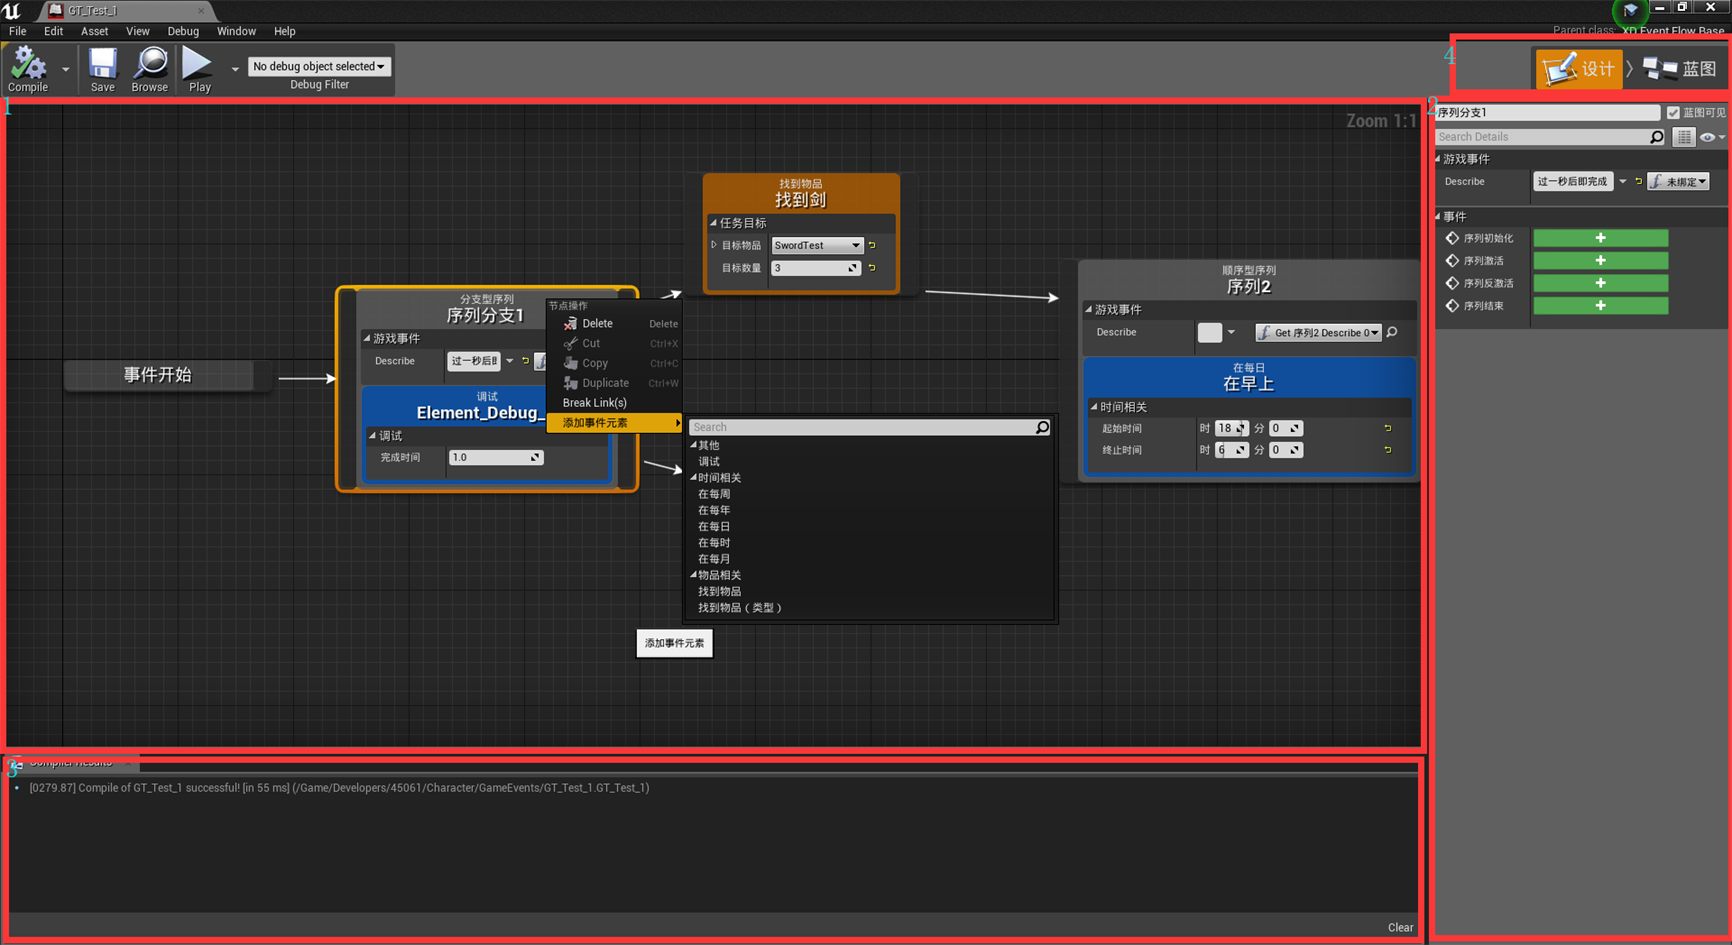 GT_Test_1
File Edit Asset View Debug Window Help
Parent class: XD Event Flow Base
Compile
Save
Browse
Play
No debug object selected
Debug Filter
4
设计
蓝图
1
Zoom 1:1
事件开始
分支型序列
序列分支1
游戏事件
Describe 过一秒后即
调试
Element_Debug_
调试
完成时间 1.0
找到物品
找到剑
任务目标
目标物品 SwordTest
目标数量 3
节点操作
Delete Delete
Cut Ctrl+X
Copy Ctrl+C
Duplicate Ctrl+W
Break Link(s)
添加事件元素
Search
其他
调试
时间相关
在每周
在每年
在每日
在每时
在每月
物品相关
找到物品
找到物品（类型）
添加事件元素
顺序型序列
序列2
游戏事件
Describe Get 序列2 Describe 0
在每日
在早上
时间相关
起始时间 时 18 分 0
终止时间 时 6 分 0
2
序列分支1 蓝图可见
Search Details
游戏事件
Describe 过一秒后即完成 未绑定
事件
序列初始化
序列激活
序列反激活
序列结束
3
Compiler Results
[0279.87] Compile of GT_Test_1 successful! [in 55 ms] (/Game/Developers/45061/Character/GameEvents/GT_Test_1.GT_Test_1)
Clear